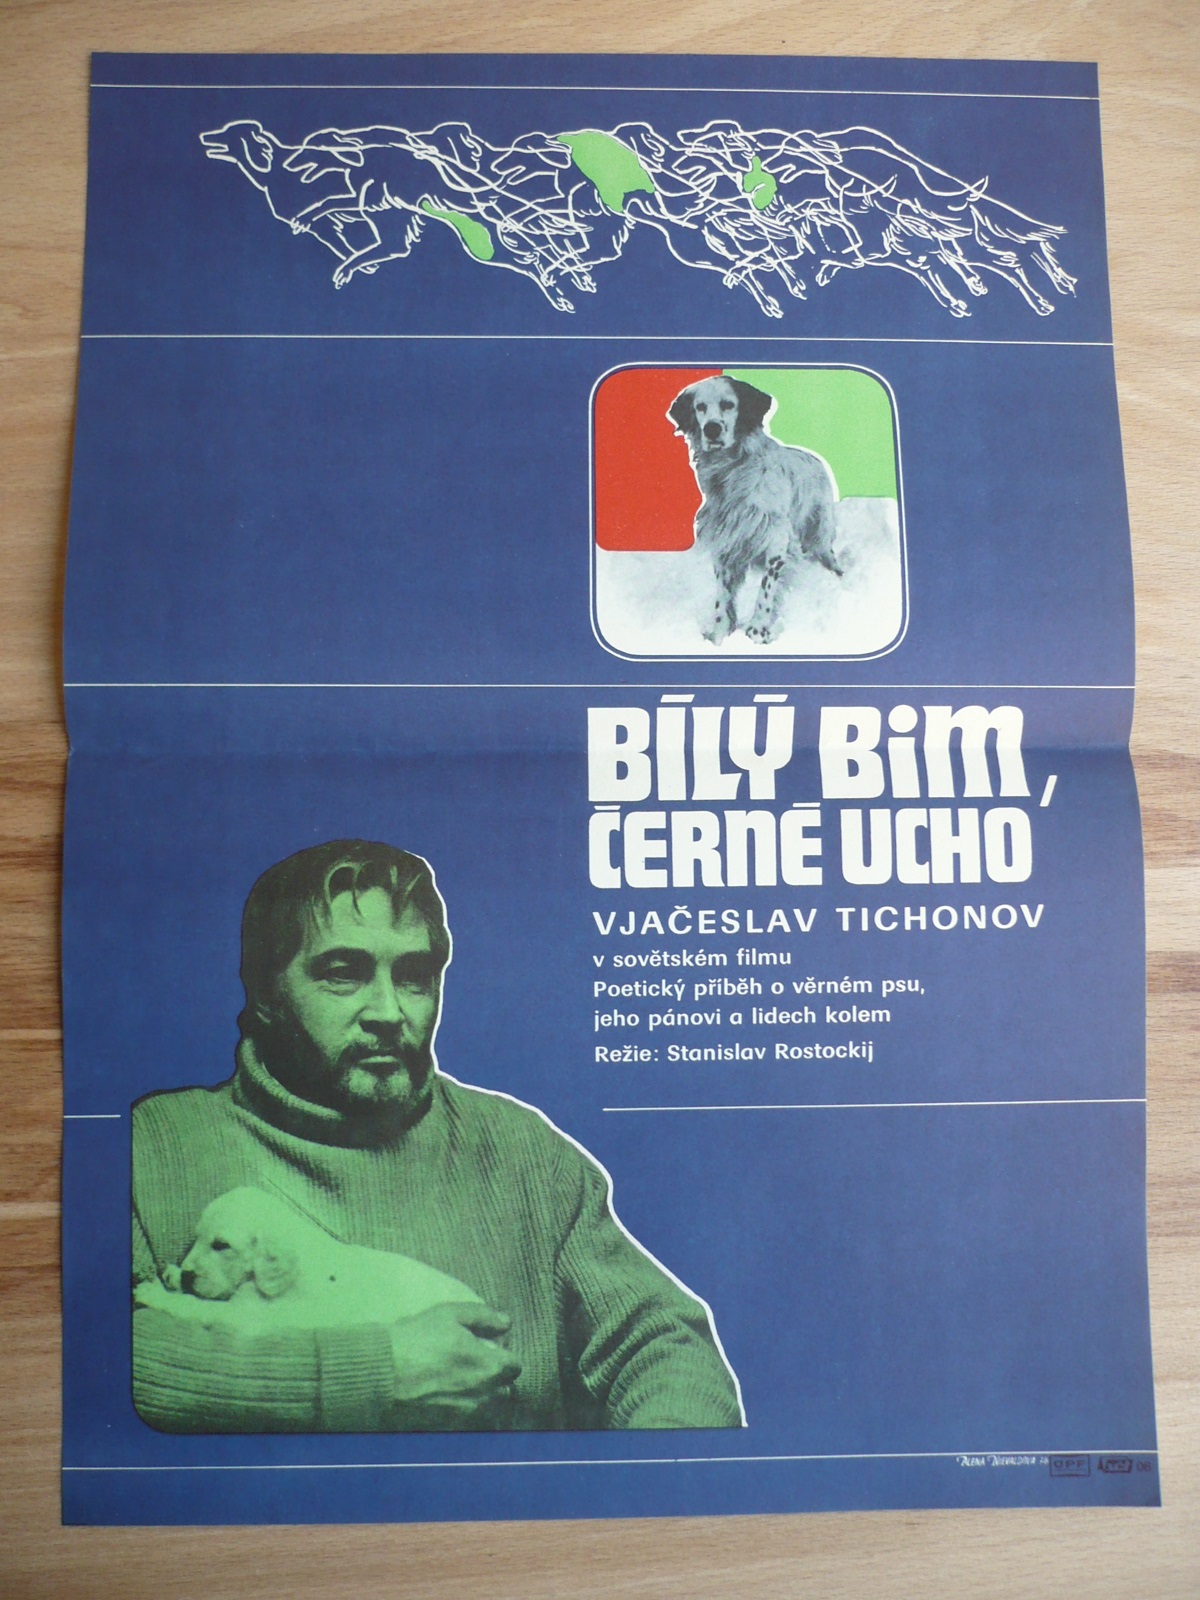 BÍLÝ BIM,
ČERNÉ UCHO
VJAČESLAV TICHONOV
v sovětském filmu
Poetický příběh o věrném psu,
jeho pánovi a lidech kolem
Režie: Stanislav Rostockij
ÚPF